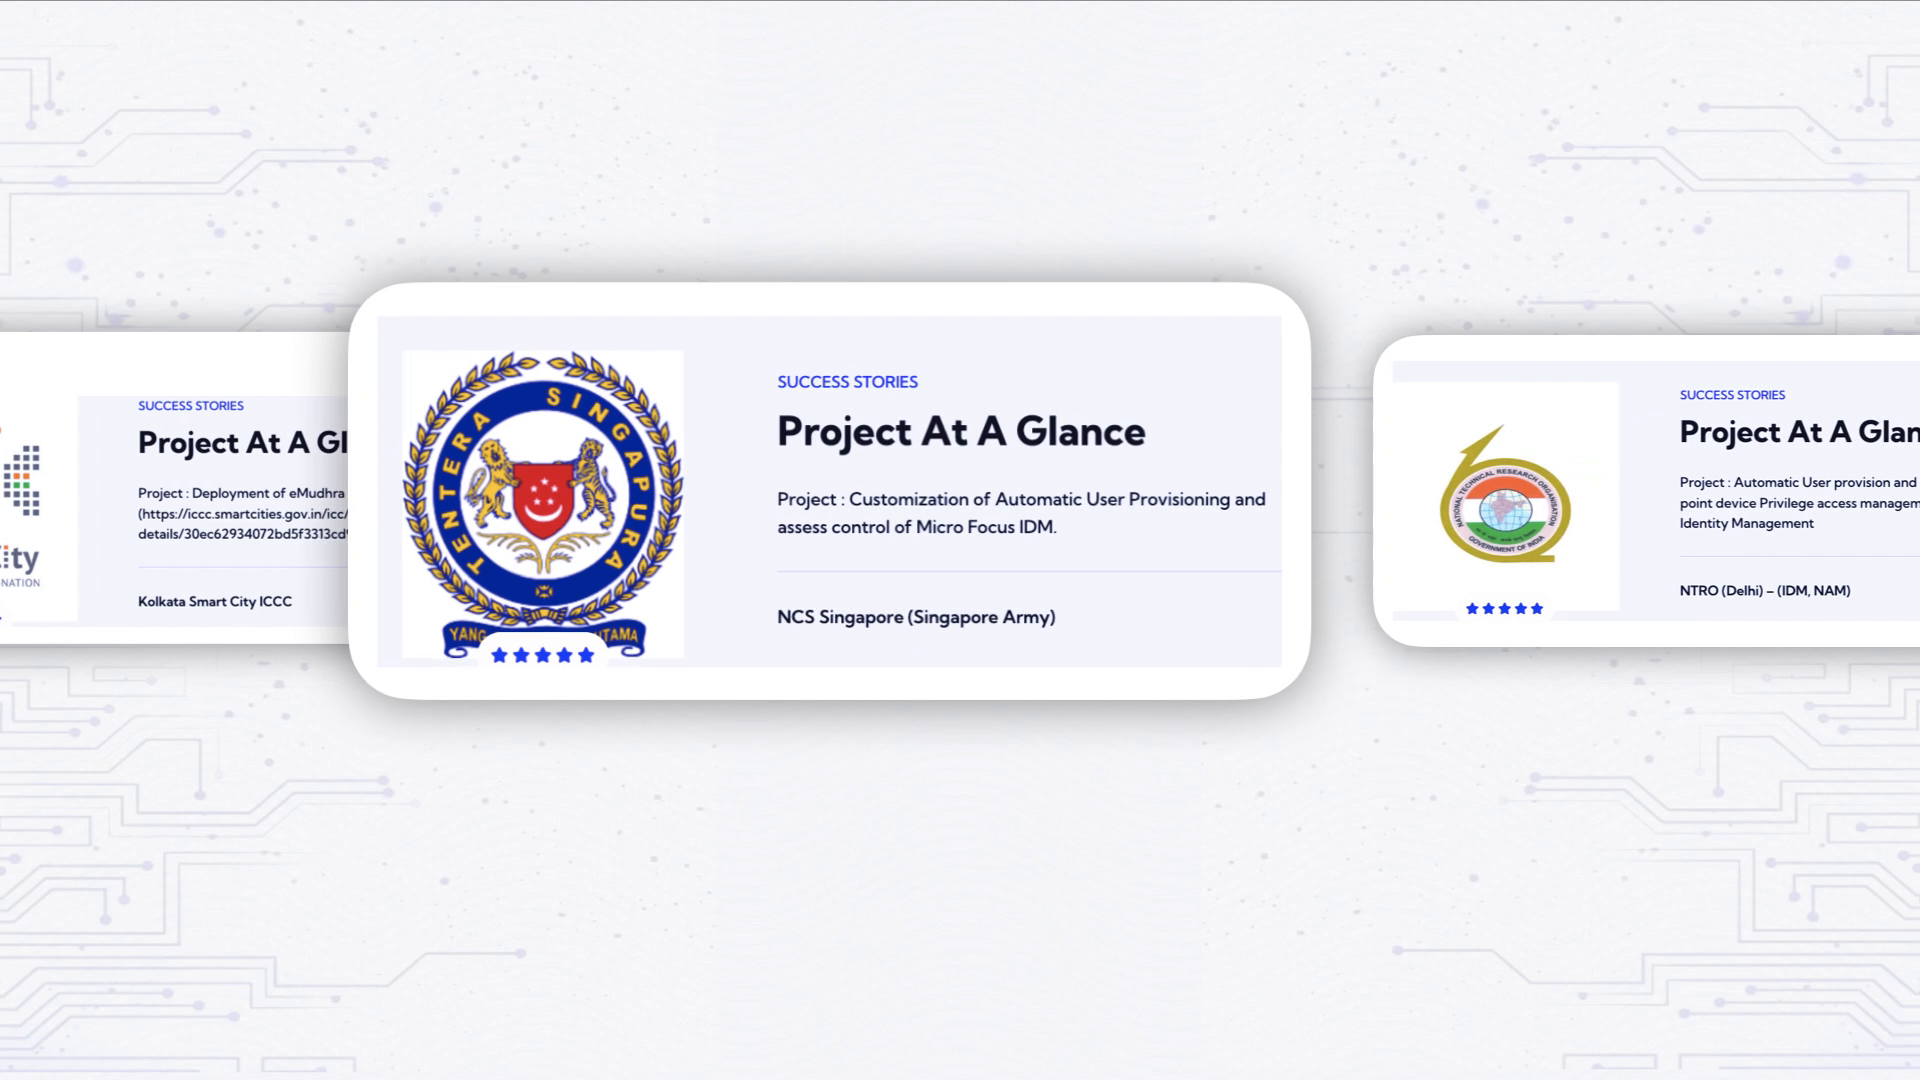 SUCCESS STORIES
Project At A Gl
Project : Deployment of eMudhra
(https://iccc.smartcities.gov.in/icc/
details/30ec62934072bd5f3313cd
Kolkata Smart City ICCC
City
NATION
TENTERA SINGAPURA
YANG UTAMA
SUCCESS STORIES
Project At A Glance
Project : Customization of Automatic User Provisioning and
assess control of Micro Focus IDM.
NCS Singapore (Singapore Army)
NATIONAL TECHNICAL RESEARCH ORGANISATION
GOVERNMENT OF INDIA
SUCCESS STORIES
Project At A Glan
Project : Automatic User provision and
point device Privilege access managem
Identity Management
NTRO (Delhi) – (IDM, NAM)